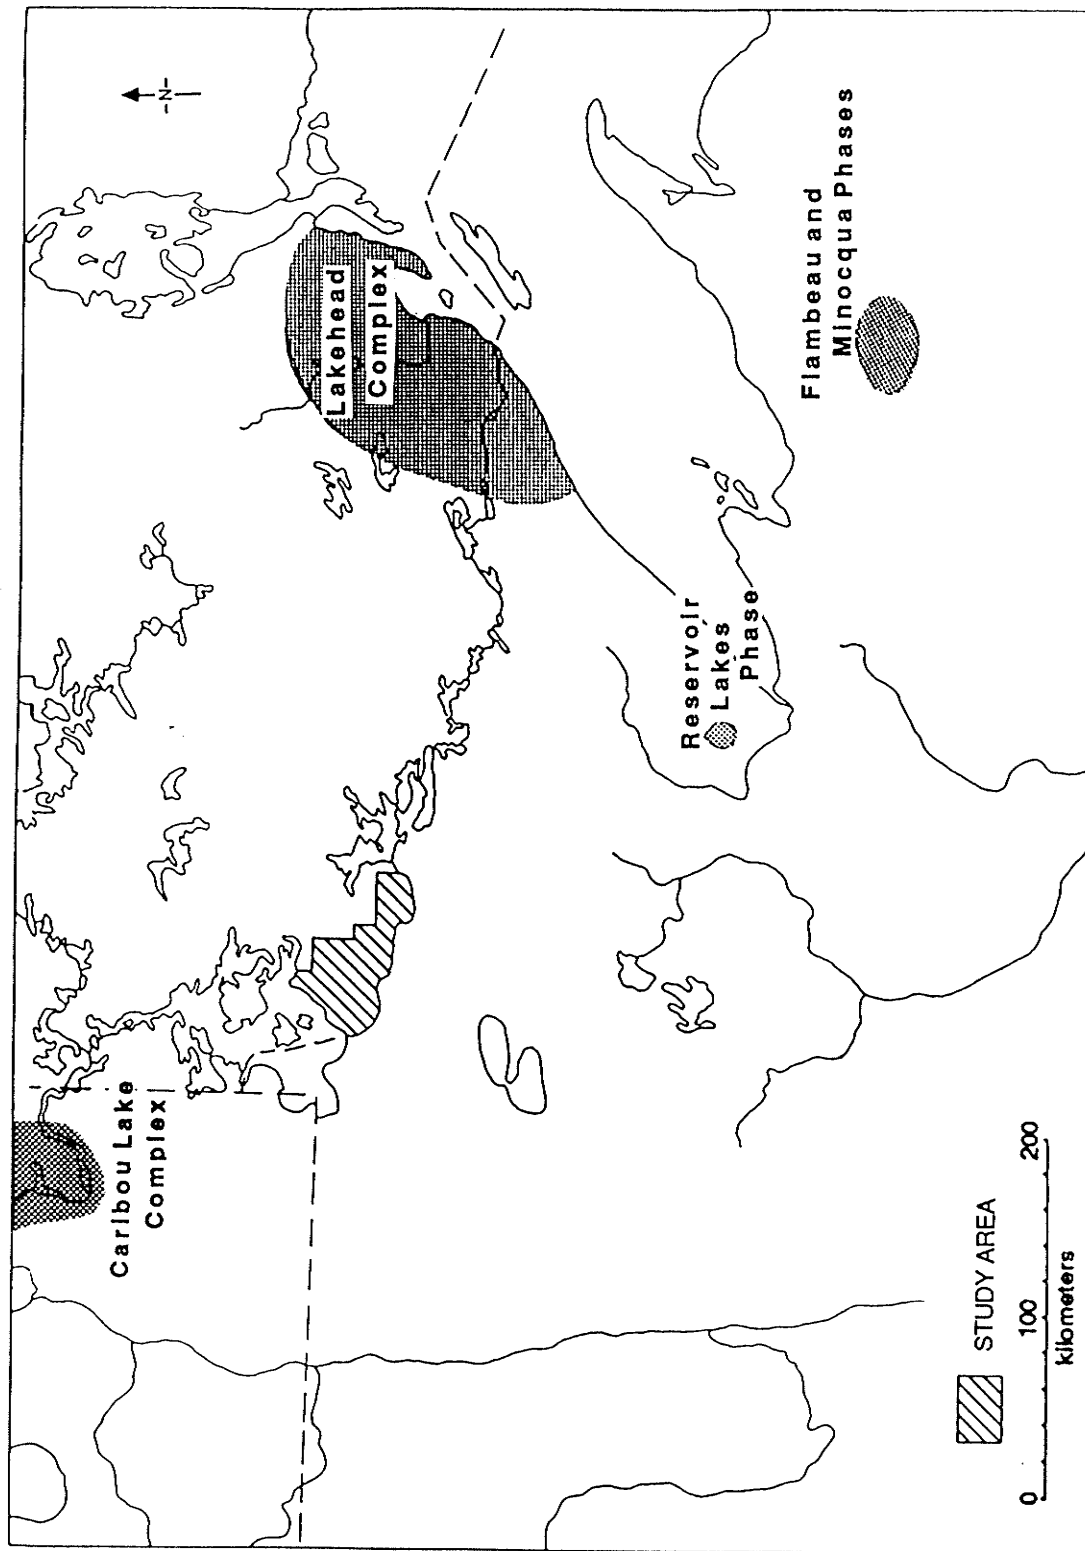 -N-
Caribou Lake
Complex
Lakehead
Complex
Reservoir
Lakes
Phase
Flambeau and
Minocqua Phases
STUDY AREA
0 100 200
kilometers